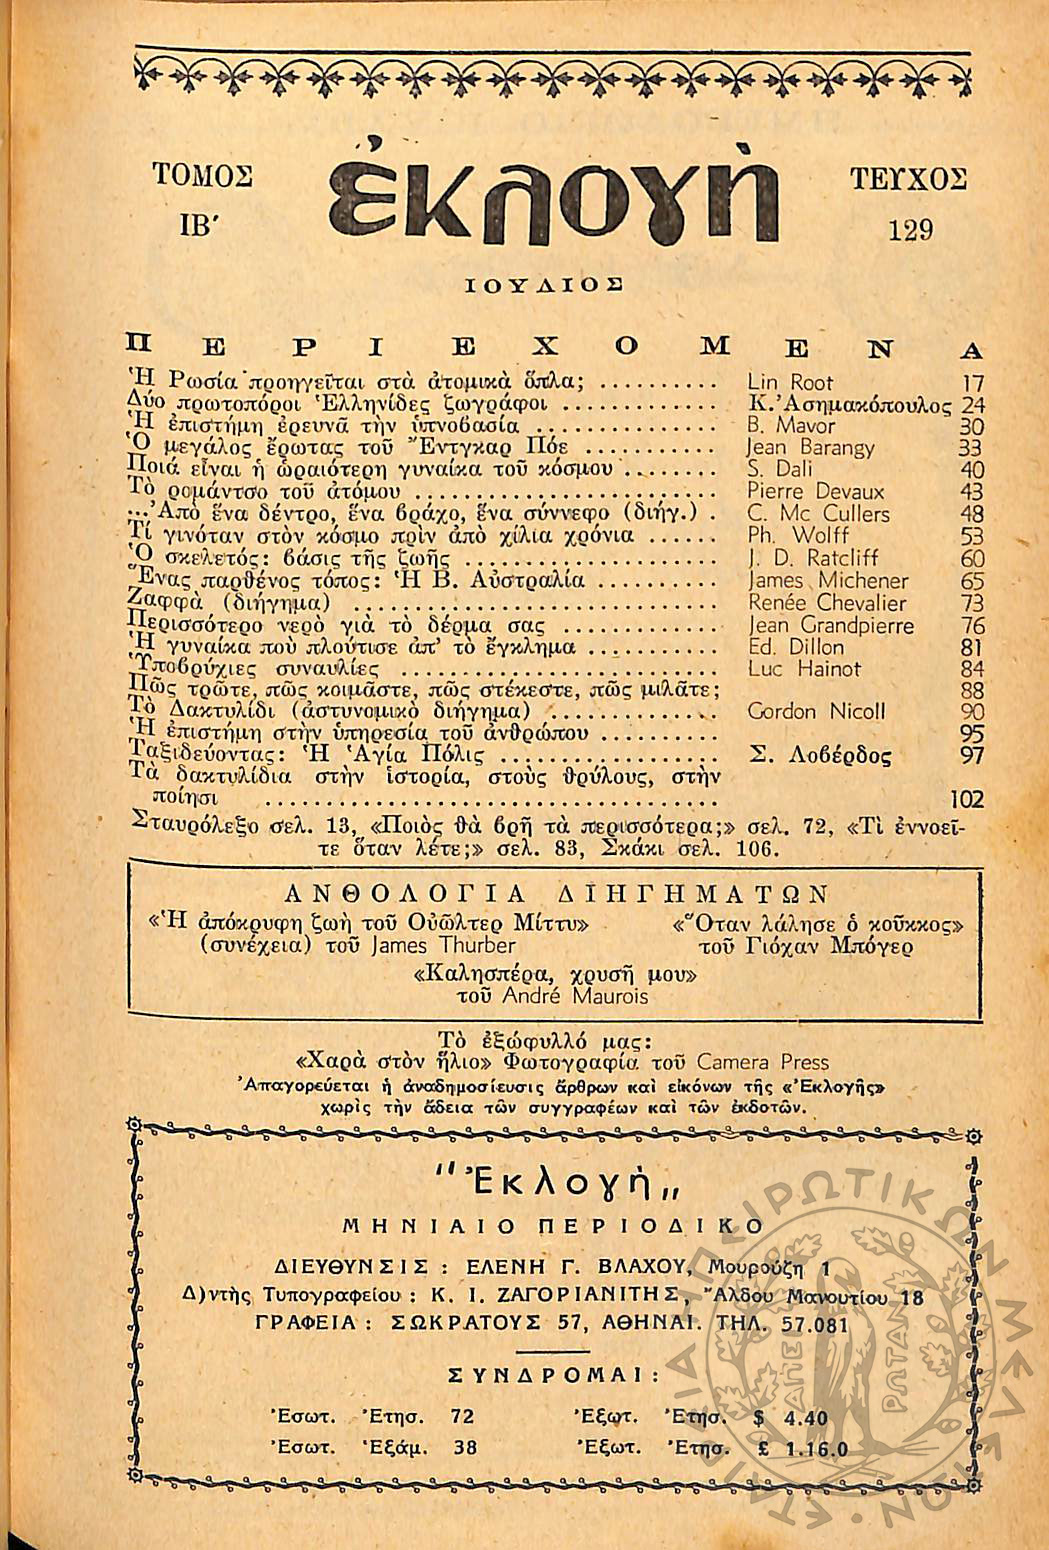 ΤΟΜΟΣ ἐκλογὴ ΤΕΥΧΟΣ
ΙΒ′ 129
ΙΟΥΛΙΟΣ
ΠΕΡΙΕΧΟΜΕΝΑ
Ἡ Ρωσία προηγεῖται στὰ ἀτομικὰ ὅπλα; .......... Lin Root 17
Δύο πρωτοπόροι Ἑλληνίδες ζωγράφοι ............. Κ. Ἀσημακόπουλος 24
Ἡ ἐπιστήμη ἐρευνᾶ τὴν ὑπνοβασία ............... B. Mavor 30
Ὁ μεγάλος ἔρωτας τοῦ Ἔντγκαρ Πόε ........... Jean Barangy 33
Ποιά εἶναι ἡ ὡραιότερη γυναίκα τοῦ κόσμου ........ S. Dali 40
Τὸ ρομάντσο τοῦ ἀτόμου ......................... Pierre Devaux 43
...Ἀπὸ ἕνα δέντρο, ἕνα βράχο, ἕνα σύννεφο (διήγ.) . C. Mc Cullers 48
Τί γινόταν στὸν κόσμο πρὶν ἀπὸ χίλια χρόνια ...... Ph. Wolff 53
Ὁ σκελετός: βάσις τῆς ζωῆς ..................... J. D. Ratcliff 60
Ἕνας παρθένος τόπος: Ἡ Β. Αὐστραλία .......... James Michener 65
Ζαφφὰ (διήγημα) .............................. Renée Chevalier 73
Περισσότερο νερὸ γιὰ τὸ δέρμα σας ............. Jean Grandpierre 76
Ἡ γυναίκα ποὺ πλούτισε ἀπ' τὸ ἔγκλημα ........... Ed. Dillon 81
Ὑποβρύχιες συναυλίες ........................... Luc Hainot 84
Πῶς τρῶτε, πῶς κοιμᾶστε, πῶς στέκεστε, πῶς μιλᾶτε; 88
Τὸ Δακτυλίδι (ἀστυνομικὸ διήγημα) .............. Gordon Nicoll 90
Ἡ ἐπιστήμη στὴν ὑπηρεσία τοῦ ἀνθρώπου .......... 95
Ταξιδεύοντας: Ἡ Ἁγία Πόλις .................. Σ. Λοβέρδος 97
Τὰ δακτυλίδια στὴν ἱστορία, στοὺς θρύλους, στὴν
ποίησι ..................................... 102
Σταυρόλεξο σελ. 13, «Ποιὸς θὰ βρῆ τὰ περισσότερα;» σελ. 72, «Τὶ ἐννοεῖ-
τε ὅταν λέτε;» σελ. 83, Σκάκι σελ. 106.
ΑΝΘΟΛΟΓΙΑ ΔΙΗΓΗΜΑΤΩΝ
«Ἡ ἀπόκρυφη ζωὴ τοῦ Οὐῶλτερ Μίττυ» «Ὅταν λάλησε ὁ κοῦκκος»
(συνέχεια) τοῦ James Thurber τοῦ Γιόχαν Μπόγερ
«Καλησπέρα, χρυσῆ μου»
τοῦ André Maurois
Τὸ ἐξώφυλλό μας:
«Χαρὰ στὸν ἥλιο» Φωτογραφία τοῦ Camera Press
Ἀπαγορεύεται ἡ ἀναδημοσίευσις ἄρθρων καὶ εἰκόνων τῆς «Ἐκλογῆς»
χωρὶς τὴν ἄδεια τῶν συγγραφέων καὶ τῶν ἐκδοτῶν.
"Ἐκλογὴ„
ΜΗΝΙΑΙΟ ΠΕΡΙΟΔΙΚΟ
ΔΙΕΥΘΥΝΣΙΣ : ΕΛΕΝΗ Γ. ΒΛΑΧΟΥ, Μουρούζη 1
Δ)ντὴς Τυπογραφείου : Κ. Ι. ΖΑΓΟΡΙΑΝΙΤΗΣ, Ἄλδου Μανουτίου 18
ΓΡΑΦΕΙΑ : ΣΩΚΡΑΤΟΥΣ 57, ΑΘΗΝΑΙ. ΤΗΛ. 57.081
ΣΥΝΔΡΟΜΑΙ:
Ἐσωτ. Ἐτησ. 72 Ἐξωτ. Ἐτησ. $ 4.40
Ἐσωτ. Ἑξάμ. 38 Ἐξωτ. Ἐτησ. £ 1.16.0
ΕΤΑΙΡΕΙΑ ΗΠΕΙΡΩΤΙΚΩΝ ΜΕΛΕΤΩΝ
ΑΠΕΙ ΡΩΤΑΝ